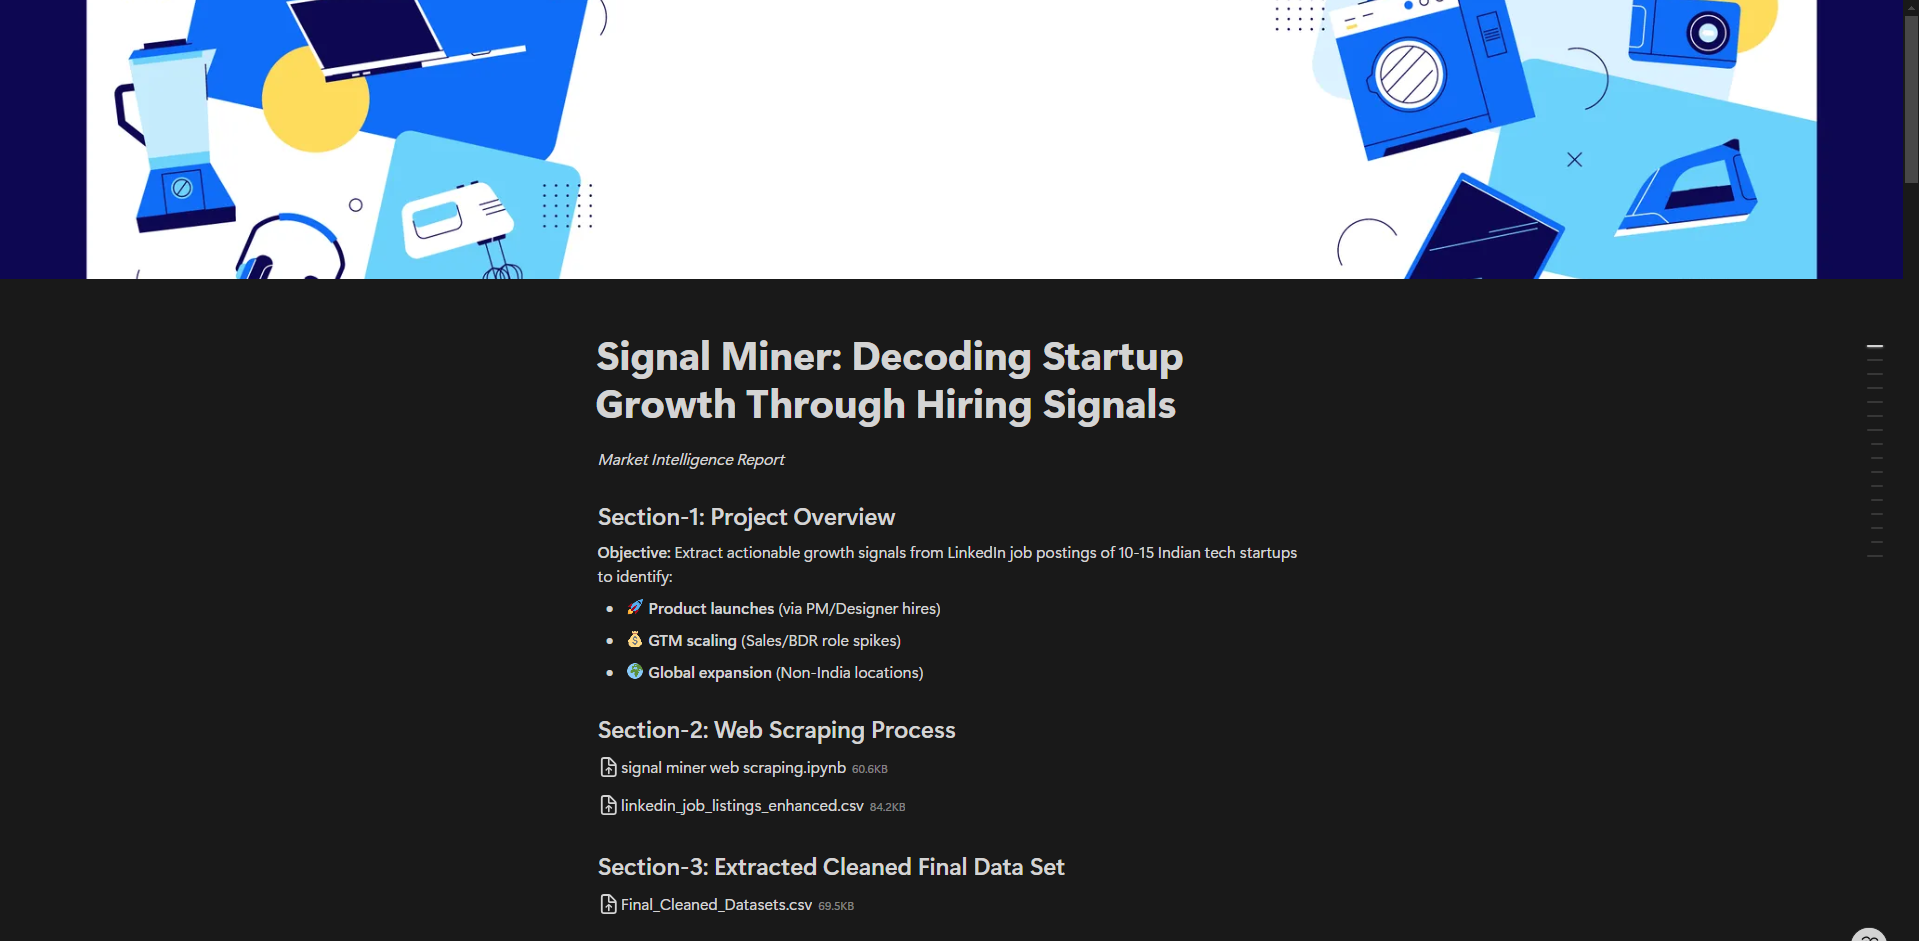 Signal Miner: Decoding Startup
Growth Through Hiring Signals
Market Intelligence Report
Section-1: Project Overview
Objective: Extract actionable growth signals from LinkedIn job postings of 10-15 Indian tech startups
to identify:
• 🚀 Product launches (via PM/Designer hires)
• 💰 GTM scaling (Sales/BDR role spikes)
• 🌍 Global expansion (Non-India locations)
Section-2: Web Scraping Process
signal miner web scraping.ipynb 60.6KB
linkedin_job_listings_enhanced.csv 84.2KB
Section-3: Extracted Cleaned Final Data Set
Final_Cleaned_Datasets.csv 69.5KB